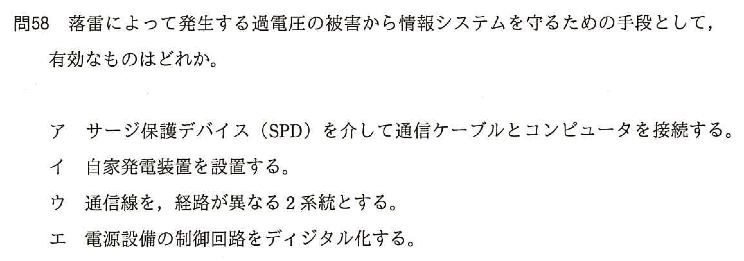 問58　落雷によって発生する過電圧の被害から情報システムを守るための手段として，
有効なものはどれか。
ア　サージ保護デバイス（SPD）を介して通信ケーブルとコンピュータを接続する。
イ　自家発電装置を設置する。
ウ　通信線を，経路が異なる２系統とする。
エ　電源設備の制御回路をディジタル化する。